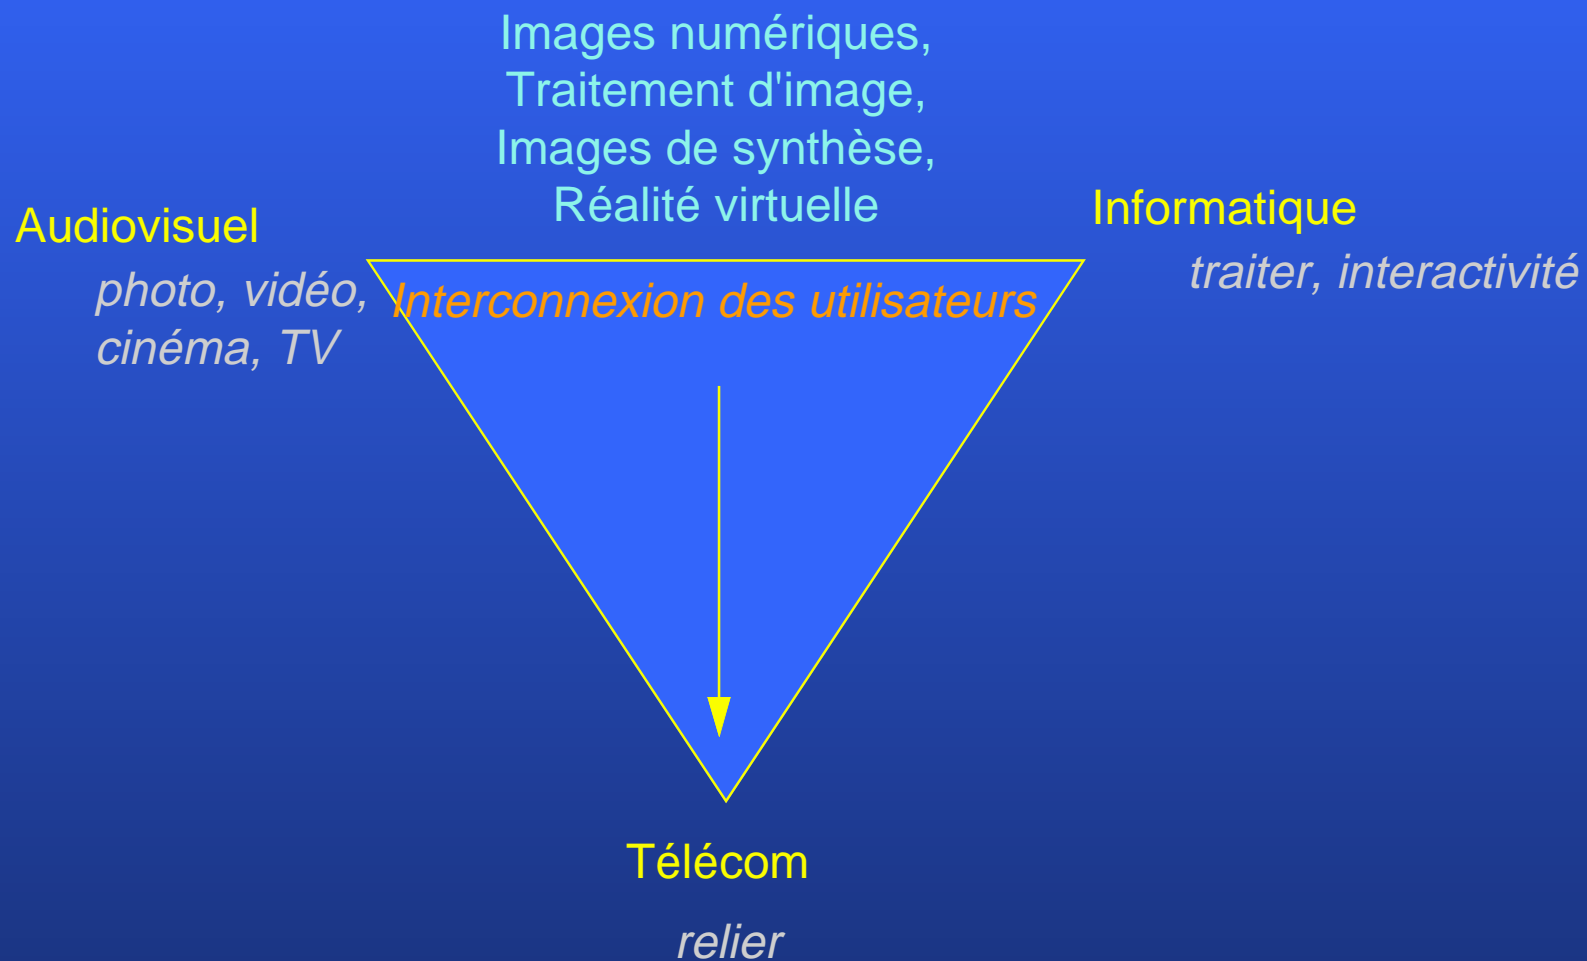 Images numériques,
Traitement d'image,
Images de synthèse,
Réalité virtuelle
Audiovisuel
photo, vidéo,
cinéma, TV
Informatique
traiter, interactivité
Interconnexion des utilisateurs
Télécom
relier